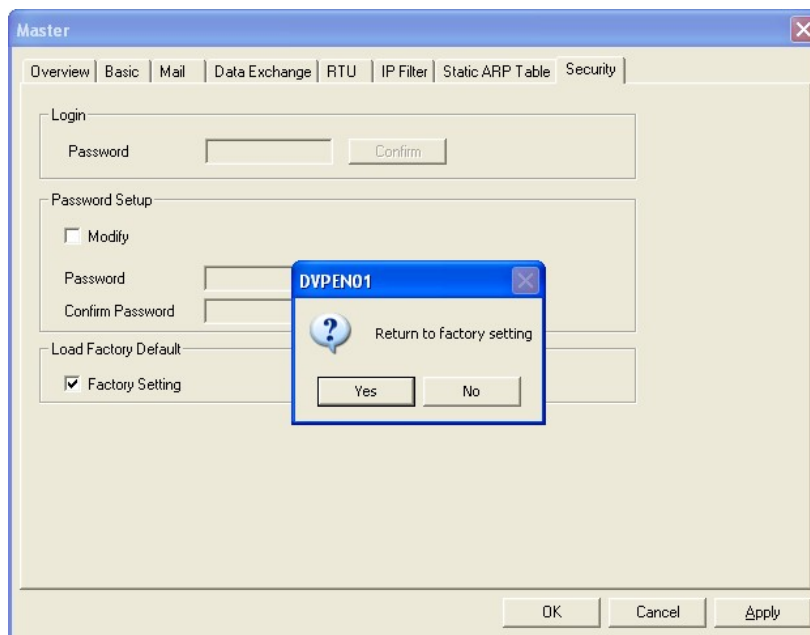 Master
Overview Basic Mail Data Exchange RTU IP Filter Static ARP Table Security
Login
Password Confirm
Password Setup
Modify
Password
Confirm Password
Load Factory Default
Factory Setting
DVPEN01
Return to factory setting
Yes No
OK Cancel Apply